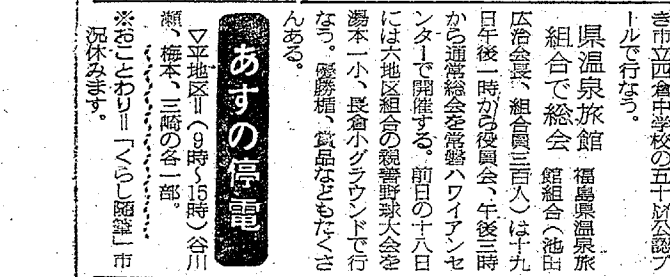 き市立四倉中学校の五十㍍公認プ
ールで行なう。
県温泉旅館
組合で総会
福島県温泉旅
館組合（池田
広治会長、組合員三百人）は十九
日午後一時から役員会、午後三時
から通常総会を常磐ハワイアンセ
ンターで開催する。前日の十八日
には六地区組合の親善野球大会を
湯本一小、長倉小グラウンドで行
なう。優勝楯、賞品などもたくさ
んある。
あすの停電
▽平地区＝（9時～15時）谷川
瀬、梅本、三崎の各一部。
※おことわり＝「くらし随筆」市
況休みます。